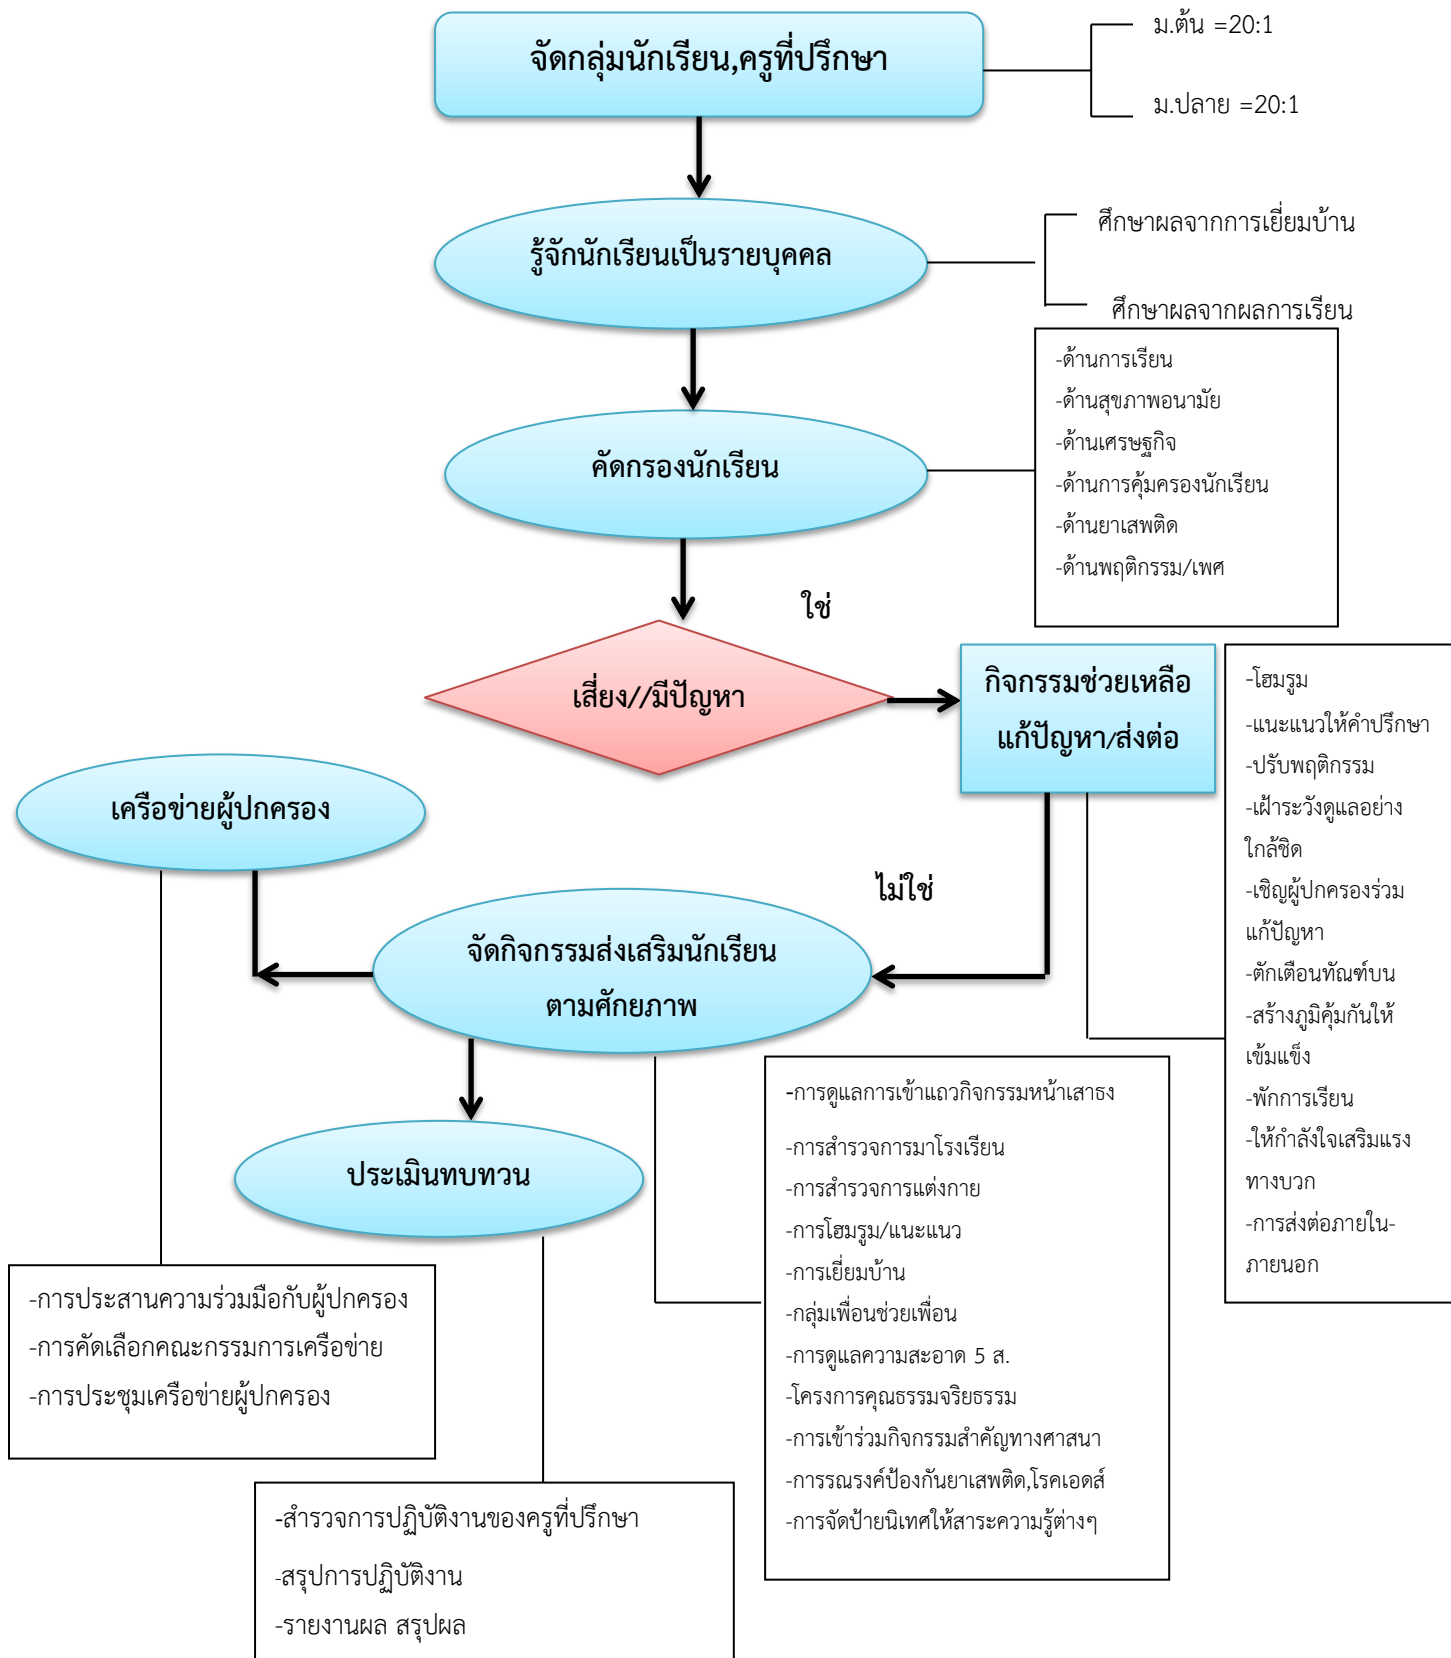 จัดกลุ่มนักเรียน,ครูที่ปรึกษา
ม.ต้น =20:1
ม.ปลาย =20:1
รู้จักนักเรียนเป็นรายบุคคล
ศึกษาผลจากการเยี่ยมบ้าน
ศึกษาผลจากผลการเรียน
คัดกรองนักเรียน
-ด้านการเรียน
-ด้านสุขภาพอนามัย
-ด้านเศรษฐกิจ
-ด้านการคุ้มครองนักเรียน
-ด้านยาเสพติด
-ด้านพฤติกรรม/เพศ
ใช่
เสี่ยง//มีปัญหา
กิจกรรมช่วยเหลือ
แก้ปัญหา/ส่งต่อ
-โฮมรูม
-แนะแนวให้คำปรึกษา
-ปรับพฤติกรรม
-เฝ้าระวังดูแลอย่าง
ใกล้ชิด
-เชิญผู้ปกครองร่วม
แก้ปัญหา
-ตักเตือนทัณฑ์บน
-สร้างภูมิคุ้มกันให้
เข้มแข็ง
-พักการเรียน
-ให้กำลังใจเสริมแรง
ทางบวก
-การส่งต่อภายใน-
ภายนอก
เครือข่ายผู้ปกครอง
ไม่ใช่
จัดกิจกรรมส่งเสริมนักเรียน
ตามศักยภาพ
-การดูแลการเข้าแถวกิจกรรมหน้าเสาธง
-การสำรวจการมาโรงเรียน
-การสำรวจการแต่งกาย
-การโฮมรูม/แนะแนว
-การเยี่ยมบ้าน
-กลุ่มเพื่อนช่วยเพื่อน
-การดูแลความสะอาด 5 ส.
-โครงการคุณธรรมจริยธรรม
-การเข้าร่วมกิจกรรมสำคัญทางศาสนา
-การรณรงค์ป้องกันยาเสพติด,โรคเอดส์
-การจัดป้ายนิเทศให้สาระความรู้ต่างๆ
ประเมินทบทวน
-การประสานความร่วมมือกับผู้ปกครอง
-การคัดเลือกคณะกรรมการเครือข่าย
-การประชุมเครือข่ายผู้ปกครอง
-สำรวจการปฏิบัติงานของครูที่ปรึกษา
-สรุปการปฏิบัติงาน
-รายงานผล สรุปผล